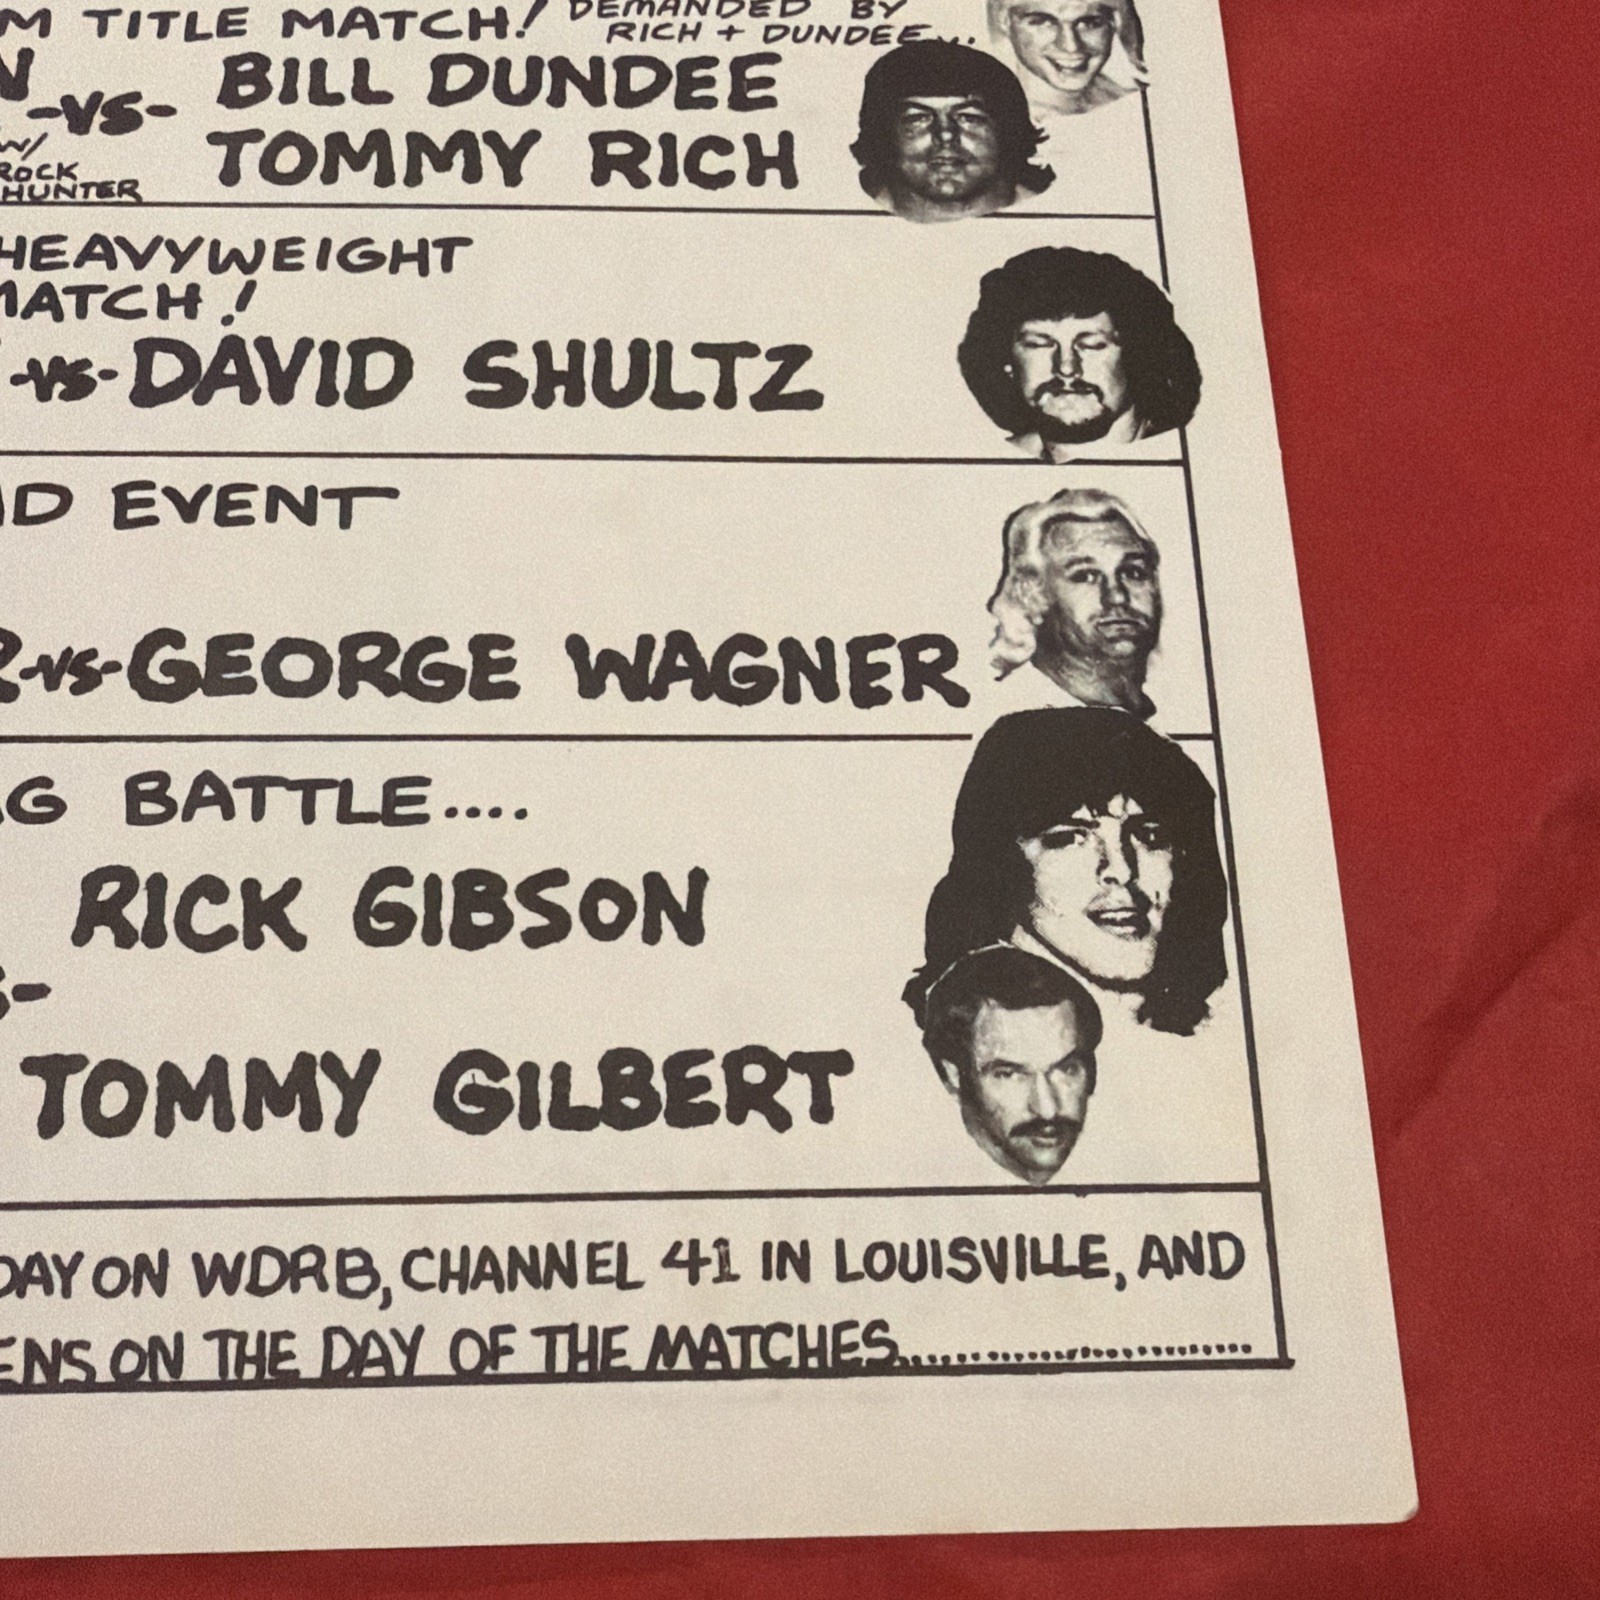 M TITLE MATCH! DEMANDED BY
RICH + DUNDEE...
N -VS- BILL DUNDEE
W/ TOMMY RICH
ROCK
HUNTER
HEAVYWEIGHT
MATCH!
-VS- DAVID SHULTZ
ND EVENT
R -VS- GEORGE WAGNER
AG BATTLE....
RICK GIBSON
S-
TOMMY GILBERT
DAY ON WDRB, CHANNEL 41 IN LOUISVILLE, AND
ENS ON THE DAY OF THE MATCHES..........................